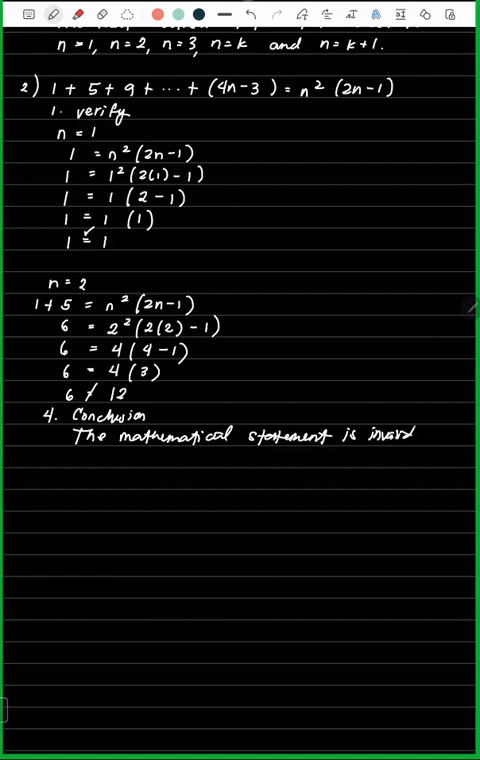 n=1, n=2, n=3, n=k and n=k+1.
2) 1 + 5 + 9 + ... + (4n-3) = n² (2n-1)
1. verify
n = 1
1 = n² (2n-1)
1 = 1² (2(1)-1)
1 = 1 (2-1)
1 = 1 (1)
1 = 1 ✓
n = 2
1+5 = n² (2n-1)
6 = 2² (2(2)-1)
6 = 4 (4-1)
6 = 4 (3)
6 ≠ 12
4. Conclusion
The mathematical statement is